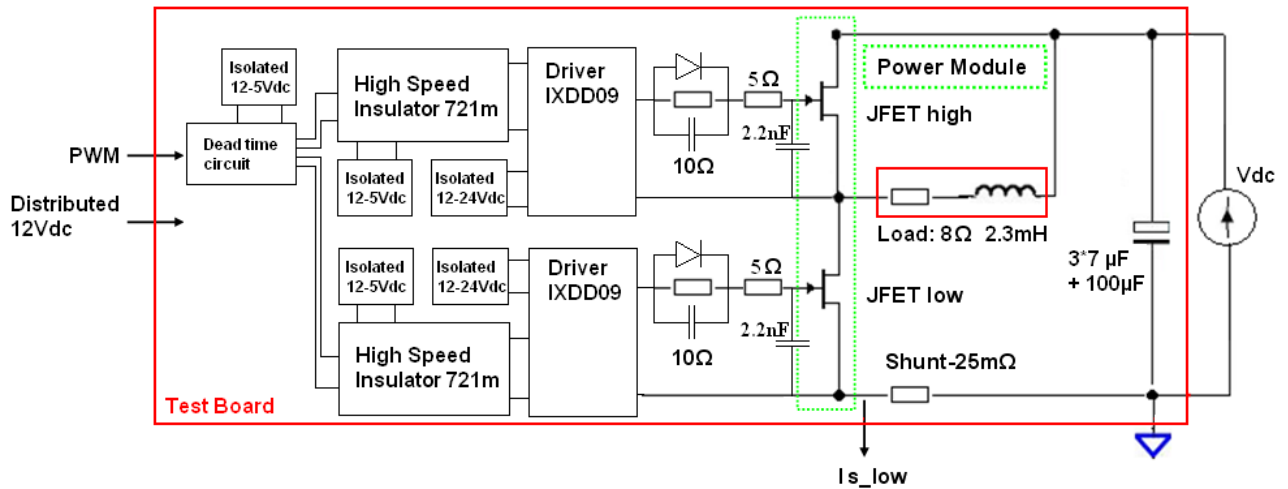 Isolated
12-5Vdc
High Speed
Insulator 721m
Driver
IXDD09
5Ω
Power Module
Dead time
circuit
2.2nF
JFET high
PWM
10Ω
Isolated
12-5Vdc
Isolated
12-24Vdc
Vdc
Distributed
12Vdc
Load: 8Ω 2.3mH
Isolated
12-5Vdc
Isolated
12-24Vdc
Driver
IXDD09
5Ω
3*7 µF
+ 100µF
JFET low
2.2nF
High Speed
Insulator 721m
10Ω
Shunt-25mΩ
Test Board
Is_low